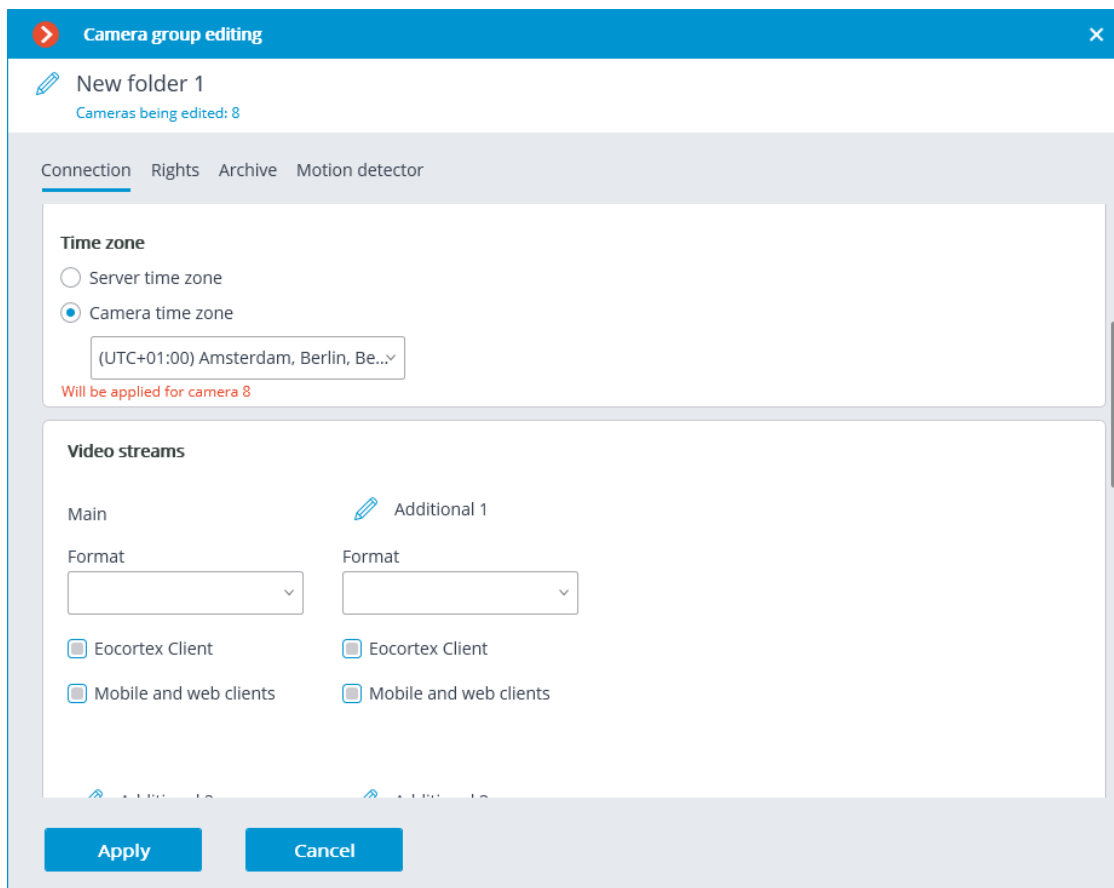 Camera group editing
New folder 1
Cameras being edited: 8
Connection Rights Archive Motion detector
Time zone
Server time zone
Camera time zone
(UTC+01:00) Amsterdam, Berlin, Be...
Will be applied for camera 8
Video streams
Main Additional 1
Format Format
Eocortex Client Eocortex Client
Mobile and web clients Mobile and web clients
Apply Cancel